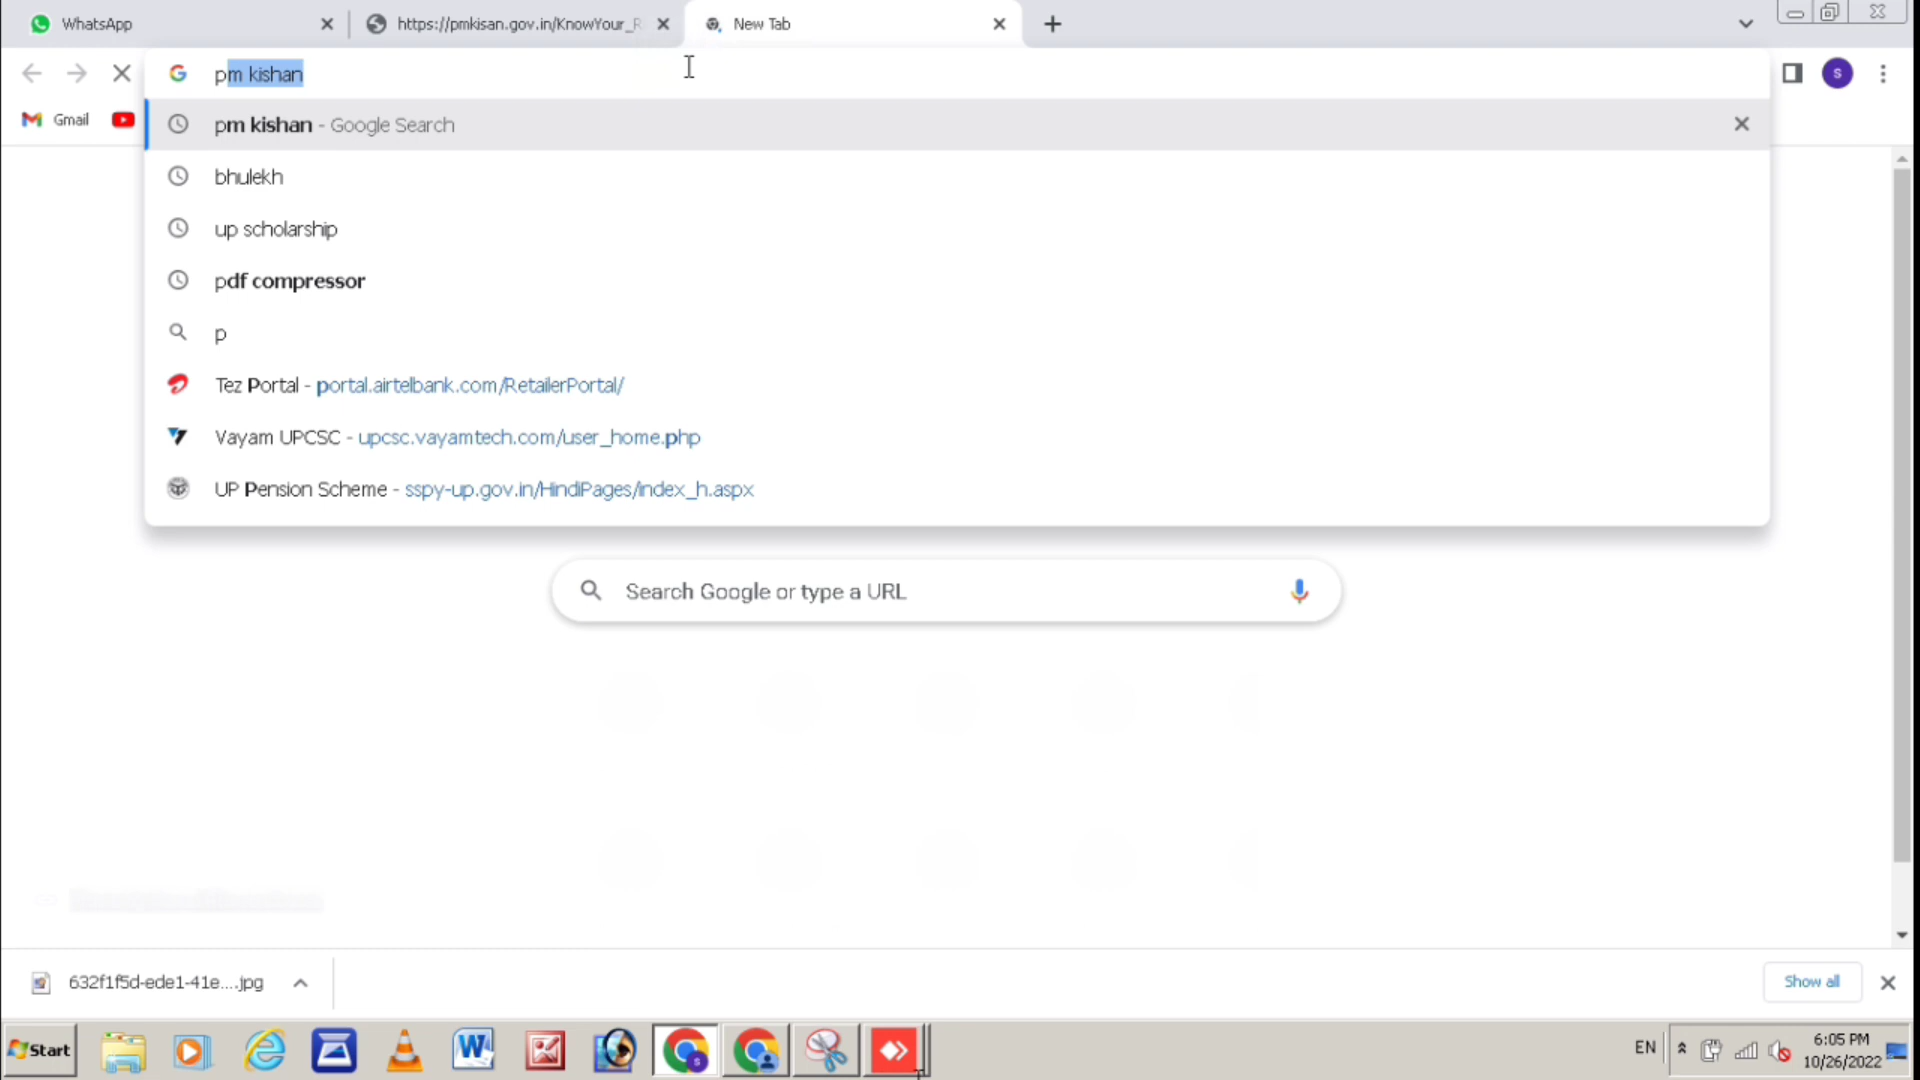 WhatsApp
https://pmkisan.gov.in/KnowYour_R
New Tab
pm kishan
Gmail
pm kishan - Google Search
bhulekh
up scholarship
pdf compressor
p
Tez Portal - portal.airtelbank.com/RetailerPortal/
Vayam UPCSC - upcsc.vayamtech.com/user_home.php
UP Pension Scheme - sspy-up.gov.in/HindiPages/index_h.aspx
Search Google or type a URL
632f1f5d-ede1-41e....jpg
Show all
Start
EN
6:05 PM
10/26/2022